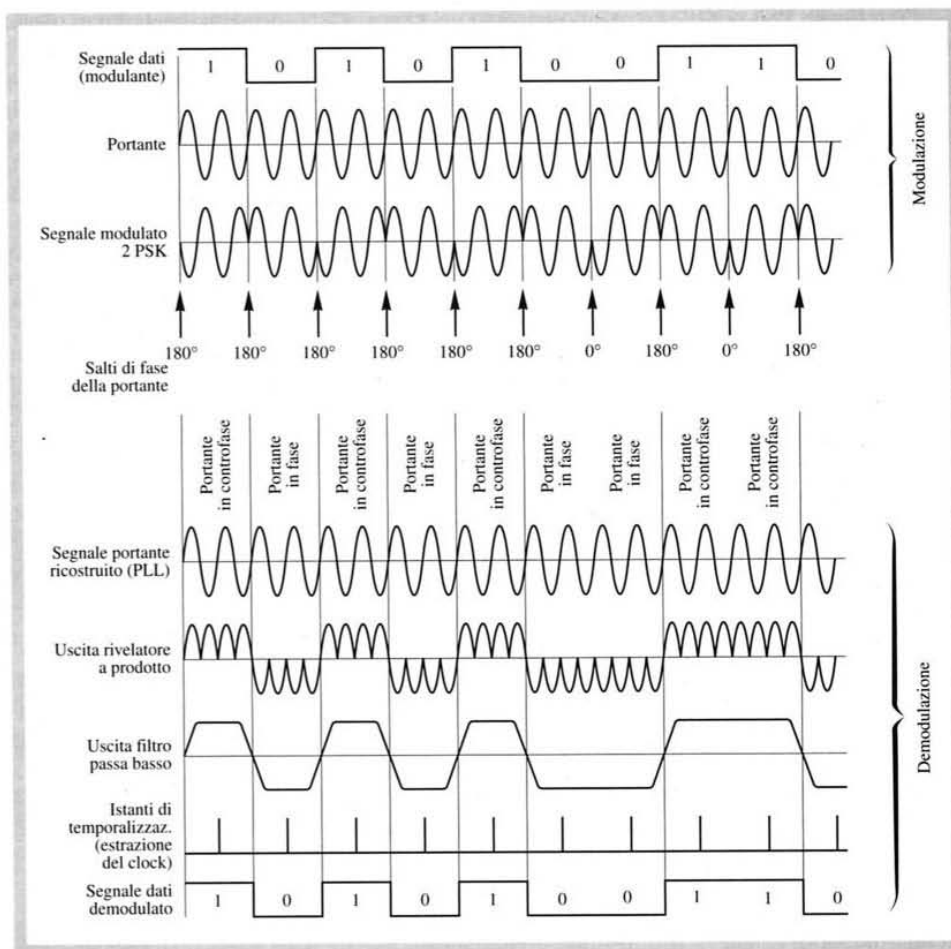 Segnale dati
(modulante)
1 0 1 0 1 0 0 1 1 0
Portante
Segnale modulato
2 PSK
Modulazione
180° 180° 180° 180° 180° 180° 0° 180° 0° 180°
Salti di fase
della portante
Portante
in controfase
Portante
in fase
Portante
in controfase
Portante
in fase
Portante
in controfase
Portante
in fase
Portante
in fase
Portante
in controfase
Portante
in controfase
Segnale portante
ricostruito (PLL)
Uscita rivelatore
a prodotto
Uscita filtro
passa basso
Istanti di
temporalizzaz.
(estrazione
del clock)
Segnale dati
demodulato
1 0 1 0 1 0 0 1 1 0
Demodulazione